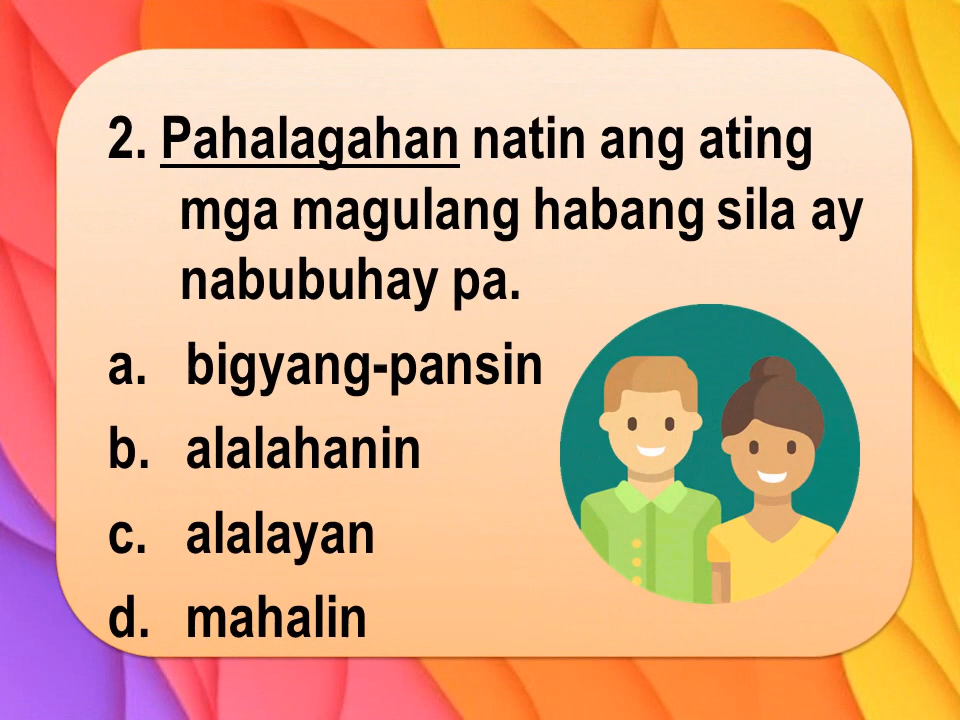 2. Pahalagahan natin ang ating
mga magulang habang sila ay
nabubuhay pa.
a. bigyang-pansin
b. alalahanin
c. alalayan
d. mahalin